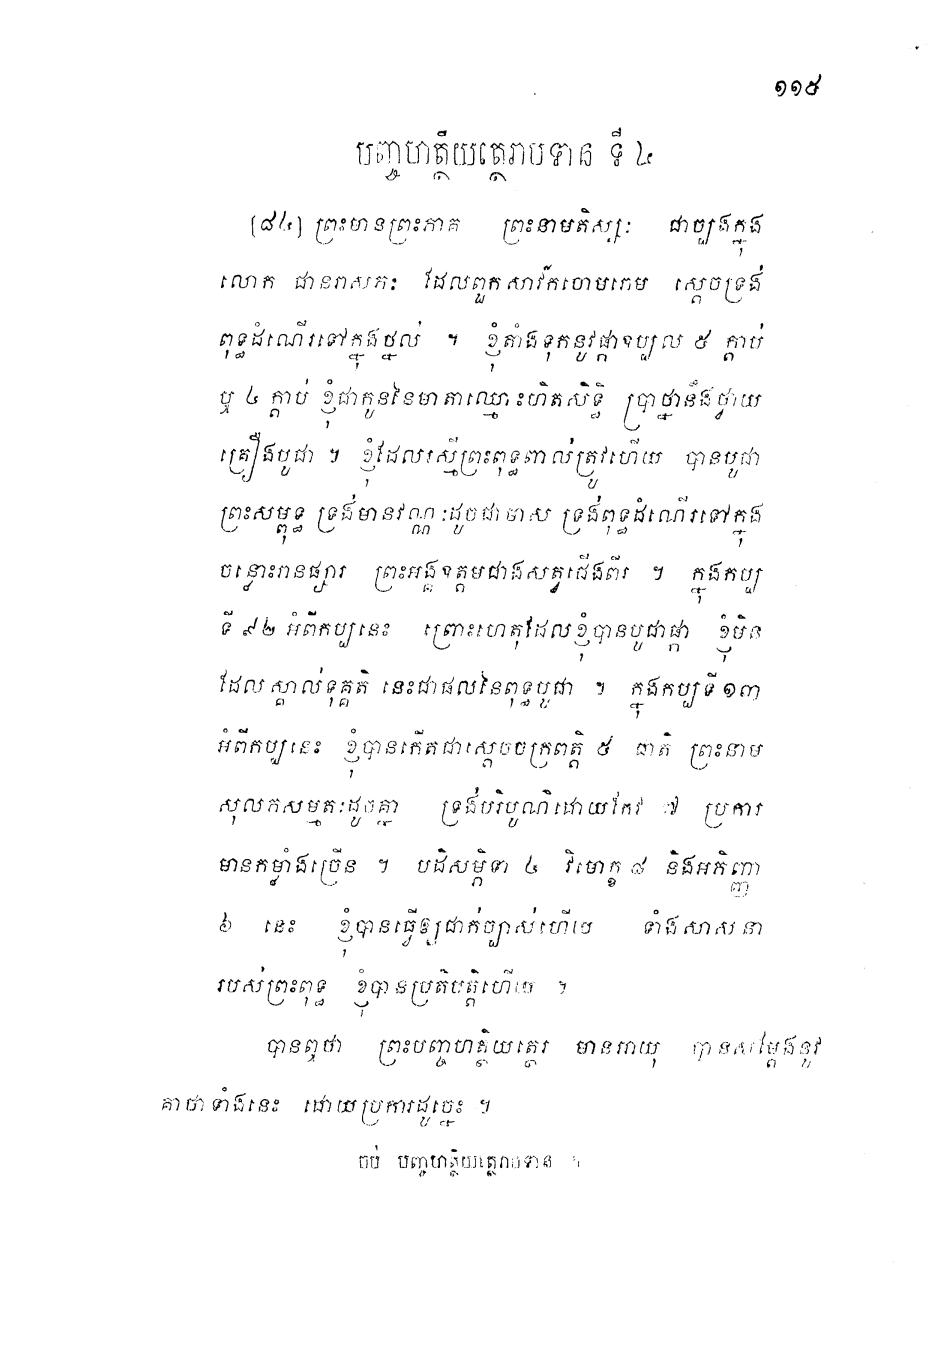 ១១៥
បញ្ចហត្ថិយត្ថេរាបទាន ទី ៤
[៨៤] ព្រះមានព្រះភាគ ព្រះនាមតិស្សៈ ជាច្បងក្នុង
លោក ជានរាសភៈ ដែលពួកសាវ័កចោមរោម ស្តេចទ្រង់
ពុទ្ធដំណើរទៅក្នុងថ្នល់ ។ ខ្ញុំតាំងទុកនូវផ្កាឧប្បល ៥ ក្តាប់
ឬ ៤ ក្តាប់ ខ្ញុំជាកូននៃមាតាឈ្មោះហិតសិទ្ធិ ប្រាថ្នានឹងថ្វាយ
គ្រឿងបូជា ។ ខ្ញុំដែលរស្មីព្រះពុទ្ធពាល់ត្រូវហើយ បានបូជា
ព្រះសម្ពុទ្ធ ទ្រង់មានវណ្ណៈដូចជាមាស ទ្រង់ពុទ្ធដំណើរទៅក្នុង
ចន្លោះរានផ្សារ ព្រះអង្គឧត្តមជាងសត្វជើងពីរ ។ ក្នុងកប្ប
ទី ៩២ អំពីកប្បនេះ ព្រោះហេតុដែលខ្ញុំបានបូជាផ្កា ខ្ញុំមិន
ដែលស្គាល់ទុគ្គតិ នេះជាផលនៃពុទ្ធបូជា ។ ក្នុងកប្បទី ១៣
អំពីកប្បនេះ ខ្ញុំបានកើតជាស្តេចចក្រពត្តិ ៥ ជាតិ ព្រះនាម
សុលភសម្មតៈដូចគ្នា ទ្រង់បរិបូណ៌ដោយកែវ ៧ ប្រការ
មានកម្លាំងច្រើន ។ បដិសម្ភិទា ៤ វិមោក្ខ ៨ និងអភិញ្ញា
៦ នេះ ខ្ញុំបានធ្វើឲ្យជាក់ច្បាស់ហើយ ទាំងសាសនា
របស់ព្រះពុទ្ធ ខ្ញុំបានប្រតិបត្តិហើយ ។
បានឮថា ព្រះបញ្ចហត្ថិយត្ថេរ មានអាយុ បានសម្តែងនូវ
គាថាទាំងនេះ ដោយប្រការដូច្នេះ ។
ចប់ បញ្ចហត្ថិយត្ថេរាបទាន ។